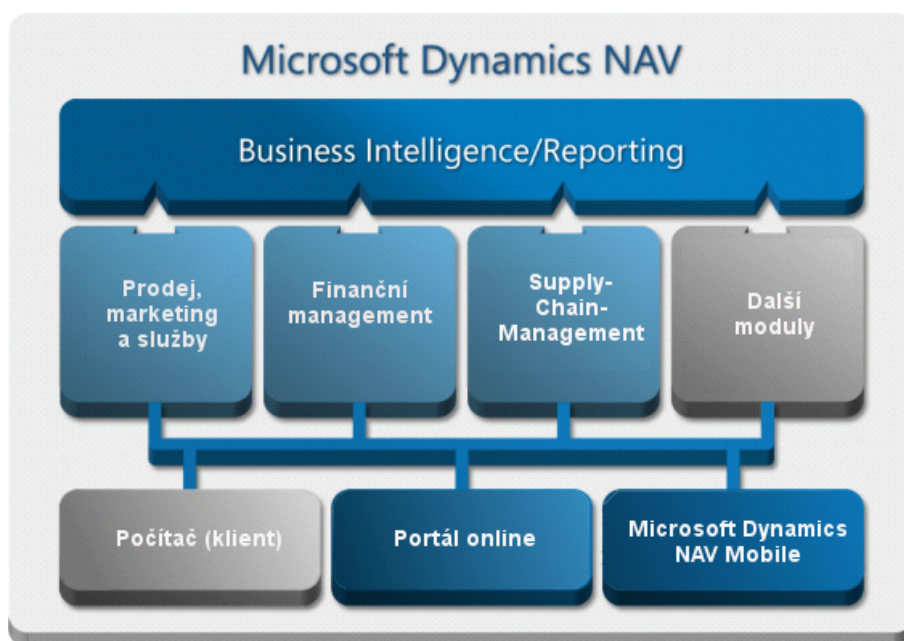 Microsoft Dynamics NAV
Business Intelligence/Reporting
Prodej,
marketing
a služby
Finanční
management
Supply-
Chain-
Management
Další
moduly
Počítač (klient)
Portál online
Microsoft Dynamics
NAV Mobile